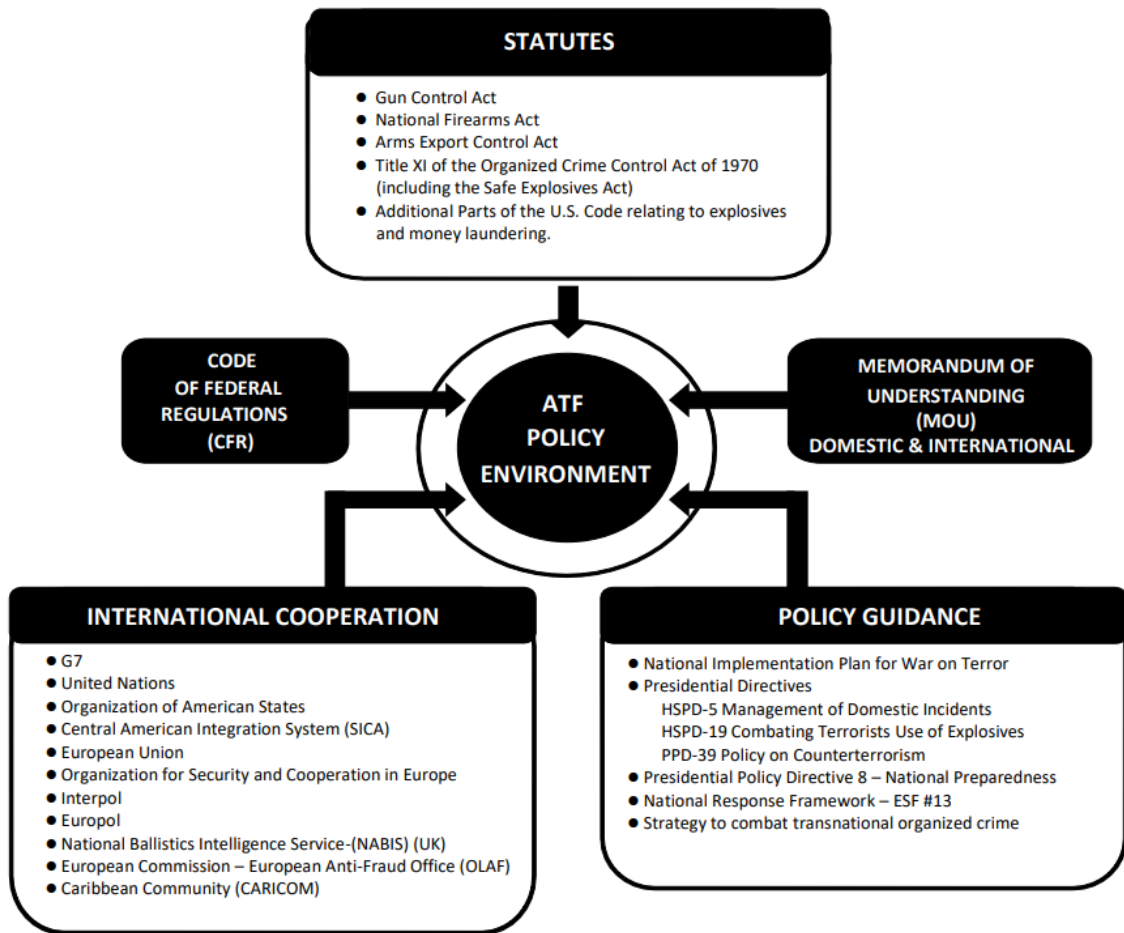 STATUTES
● Gun Control Act
● National Firearms Act
● Arms Export Control Act
● Title XI of the Organized Crime Control Act of 1970
(including the Safe Explosives Act)
● Additional Parts of the U.S. Code relating to explosives
and money laundering.
CODE
OF FEDERAL
REGULATIONS
(CFR)
ATF
POLICY
ENVIRONMENT
MEMORANDUM OF
UNDERSTANDING
(MOU)
DOMESTIC & INTERNATIONAL
INTERNATIONAL COOPERATION
● G7
● United Nations
● Organization of American States
● Central American Integration System (SICA)
● European Union
● Organization for Security and Cooperation in Europe
● Interpol
● Europol
● National Ballistics Intelligence Service-(NABIS) (UK)
● European Commission – European Anti-Fraud Office (OLAF)
● Caribbean Community (CARICOM)
POLICY GUIDANCE
● National Implementation Plan for War on Terror
● Presidential Directives
HSPD-5 Management of Domestic Incidents
HSPD-19 Combating Terrorists Use of Explosives
PPD-39 Policy on Counterterrorism
● Presidential Policy Directive 8 – National Preparedness
● National Response Framework – ESF #13
● Strategy to combat transnational organized crime